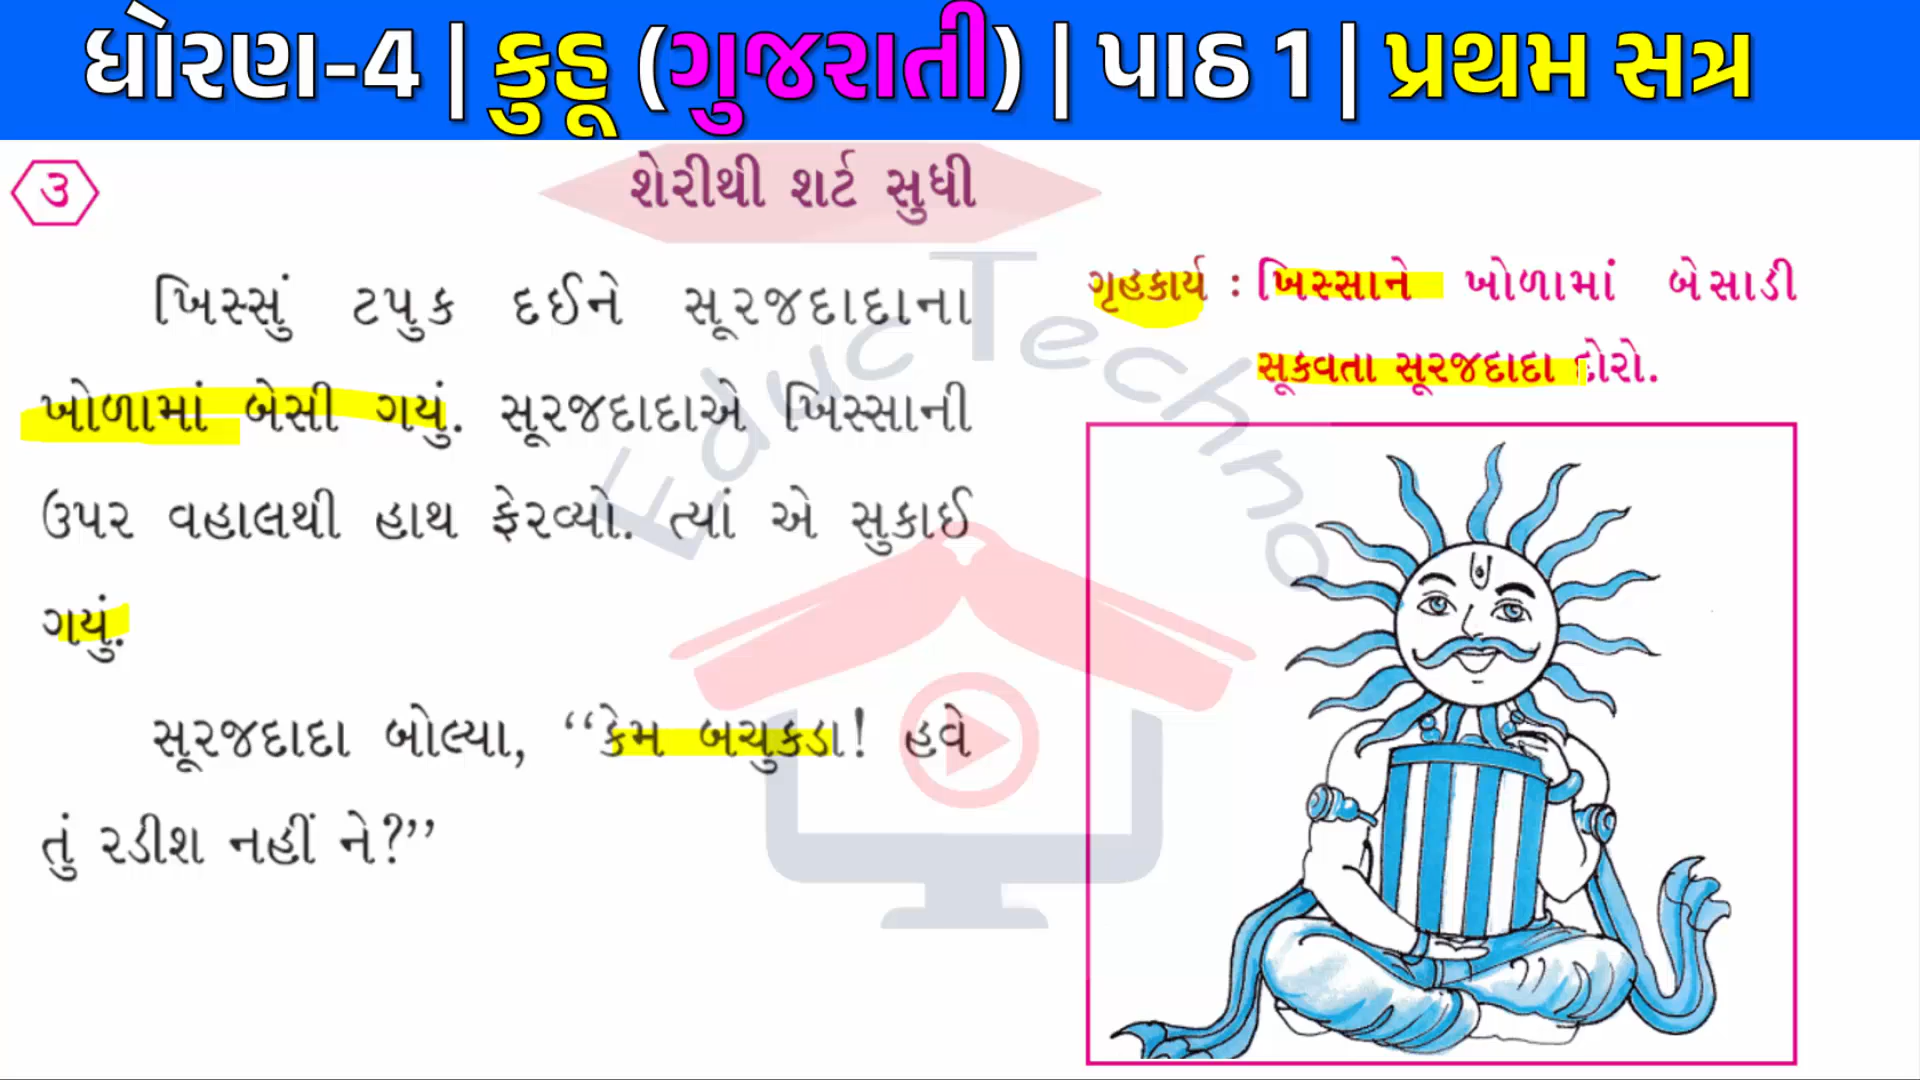 ધોરણ-4 | કુહૂ (ગુજરાતી) | પાઠ 1 | પ્રથમ સત્ર
૩
શેરીથી શર્ટ સુધી
ખિસ્સું ટપુક દઈને સૂરજદાદાના
ખોળામાં બેસી ગયું. સૂરજદાદાએ ખિસ્સાની
ઉપર વહાલથી હાથ ફેરવ્યો. ત્યાં એ સુકાઈ
ગયું.
સૂરજદાદા બોલ્યા, ‘‘કેમ બચુકડા! હવે
તું રડીશ નહીં ને?’’
ગૃહકાર્ય : ખિસ્સાને ખોળામાં બેસાડી
સૂકવતા સૂરજદાદા દોરો.
EducTechno